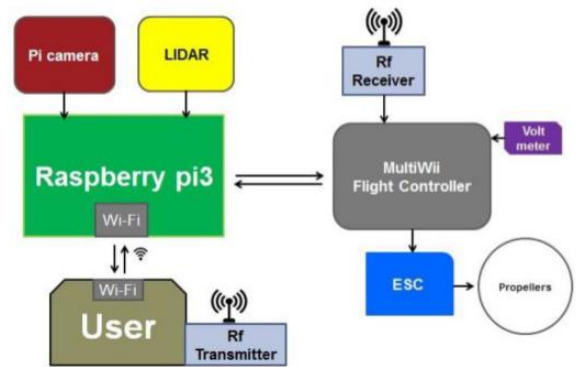 Pi camera
LIDAR
Rf
Receiver
Volt
meter
Raspberry pi3
MultiWii
Flight Controller
Wi-Fi
Wi-Fi
User
Rf
Transmitter
ESC
Propellers